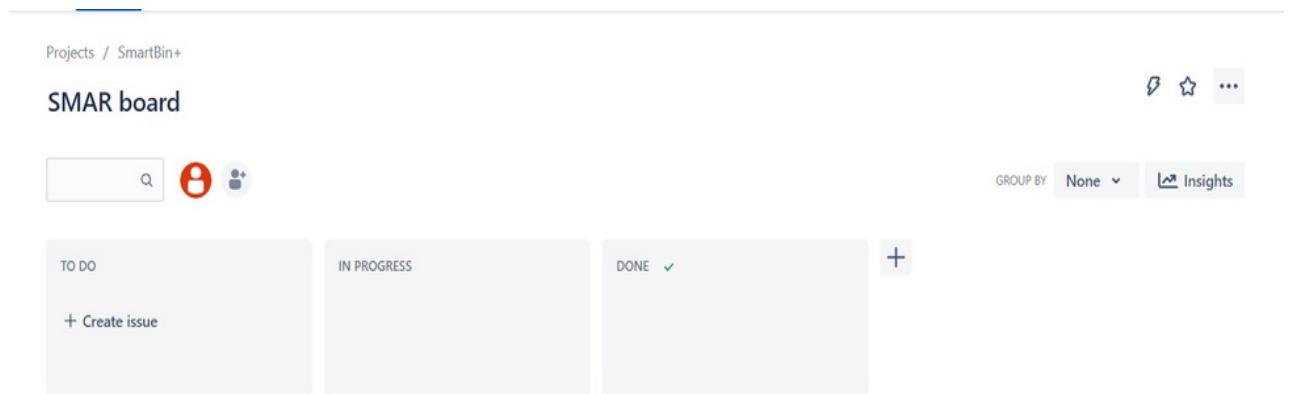 Projects / SmartBin+
SMAR board
GROUP BY None Insights
TO DO IN PROGRESS DONE
+ Create issue